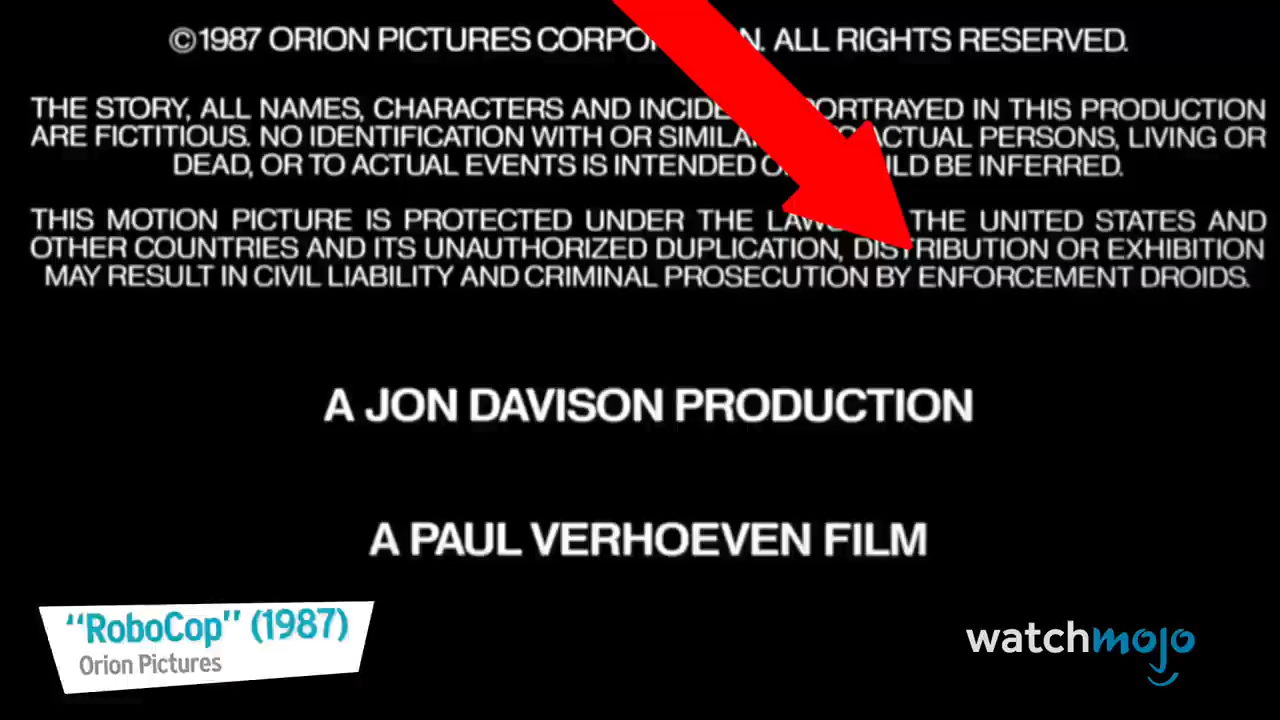 ©1987 ORION PICTURES CORPO N. ALL RIGHTS RESERVED.
THE STORY, ALL NAMES, CHARACTERS AND INCIDE PORTRAYED IN THIS PRODUCTION
ARE FICTITIOUS. NO IDENTIFICATION WITH OR SIMILA TO ACTUAL PERSONS, LIVING OR
DEAD, OR TO ACTUAL EVENTS IS INTENDED O ULD BE INFERRED.
THIS MOTION PICTURE IS PROTECTED UNDER THE LAWS THE UNITED STATES AND
OTHER COUNTRIES AND ITS UNAUTHORIZED DUPLICATION, DISTRIBUTION OR EXHIBITION
MAY RESULT IN CIVIL LIABILITY AND CRIMINAL PROSECUTION BY ENFORCEMENT DROIDS.
A JON DAVISON PRODUCTION
A PAUL VERHOEVEN FILM
“RoboCop” (1987)
Orion Pictures
watchmojo